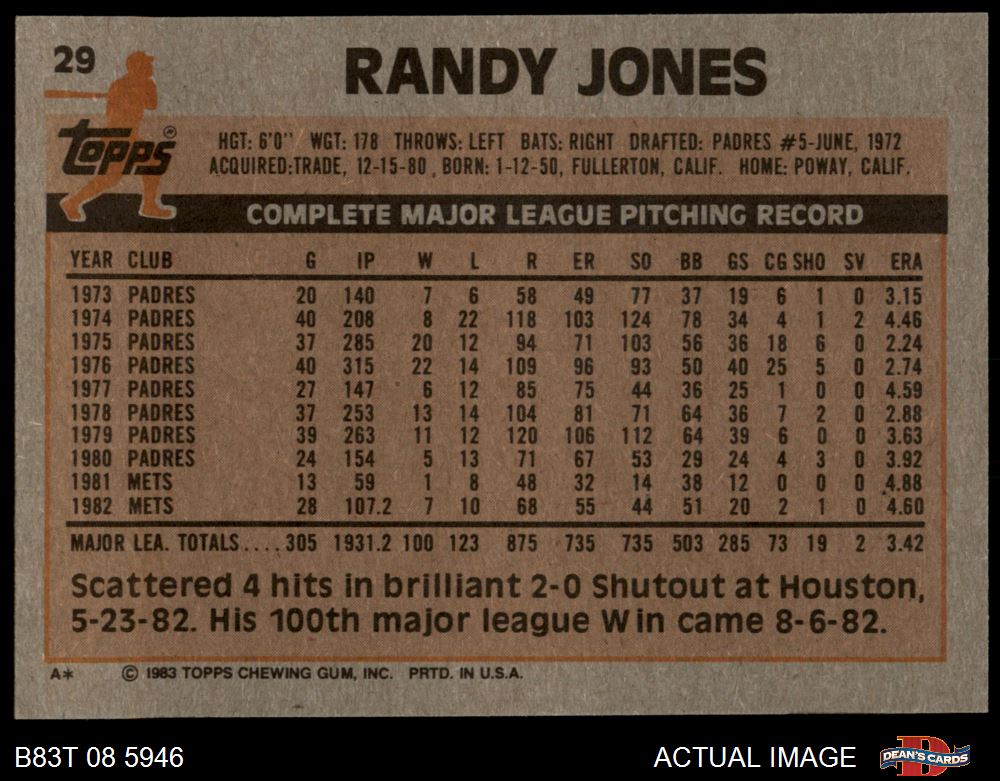 29
RANDY JONES
Topps®
HGT: 6'0" WGT: 178 THROWS: LEFT BATS: RIGHT DRAFTED: PADRES #5-JUNE, 1972
ACQUIRED:TRADE, 12-15-80, BORN: 1-12-50, FULLERTON, CALIF. HOME: POWAY, CALIF.
COMPLETE MAJOR LEAGUE PITCHING RECORD
YEAR CLUB G IP W L R ER SO BB GS CG SHO SV ERA
1973 PADRES 20 140 7 6 58 49 77 37 19 6 1 0 3.15
1974 PADRES 40 208 8 22 118 103 124 78 34 4 1 2 4.46
1975 PADRES 37 285 20 12 94 71 103 56 36 18 6 0 2.24
1976 PADRES 40 315 22 14 109 96 93 50 40 25 5 0 2.74
1977 PADRES 27 147 6 12 85 75 44 36 25 1 0 0 4.59
1978 PADRES 37 253 13 14 104 81 71 64 36 7 2 0 2.88
1979 PADRES 39 263 11 12 120 106 112 64 39 6 0 0 3.63
1980 PADRES 24 154 5 13 71 67 53 29 24 4 3 0 3.92
1981 METS 13 59 1 8 48 32 14 38 12 0 0 0 4.88
1982 METS 28 107.2 7 10 68 55 44 51 20 2 1 0 4.60
MAJOR LEA. TOTALS.... 305 1931.2 100 123 875 735 735 503 285 73 19 2 3.42
Scattered 4 hits in brilliant 2-0 Shutout at Houston,
5-23-82. His 100th major league Win came 8-6-82.
A* © 1983 TOPPS CHEWING GUM, INC. PRTD. IN U.S.A.
B83T 08 5946 ACTUAL IMAGE DEAN'S CARDS